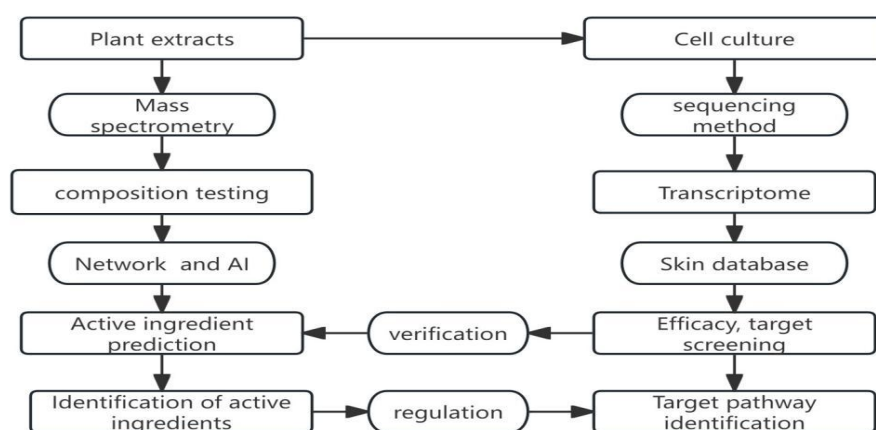 Plant extracts
Cell culture
Mass
spectrometry
sequencing
method
composition testing
Transcriptome
Network and AI
Skin database
Active ingredient
prediction
verification
Efficacy, target
screening
Identification of active
ingredients
regulation
Target pathway
identification